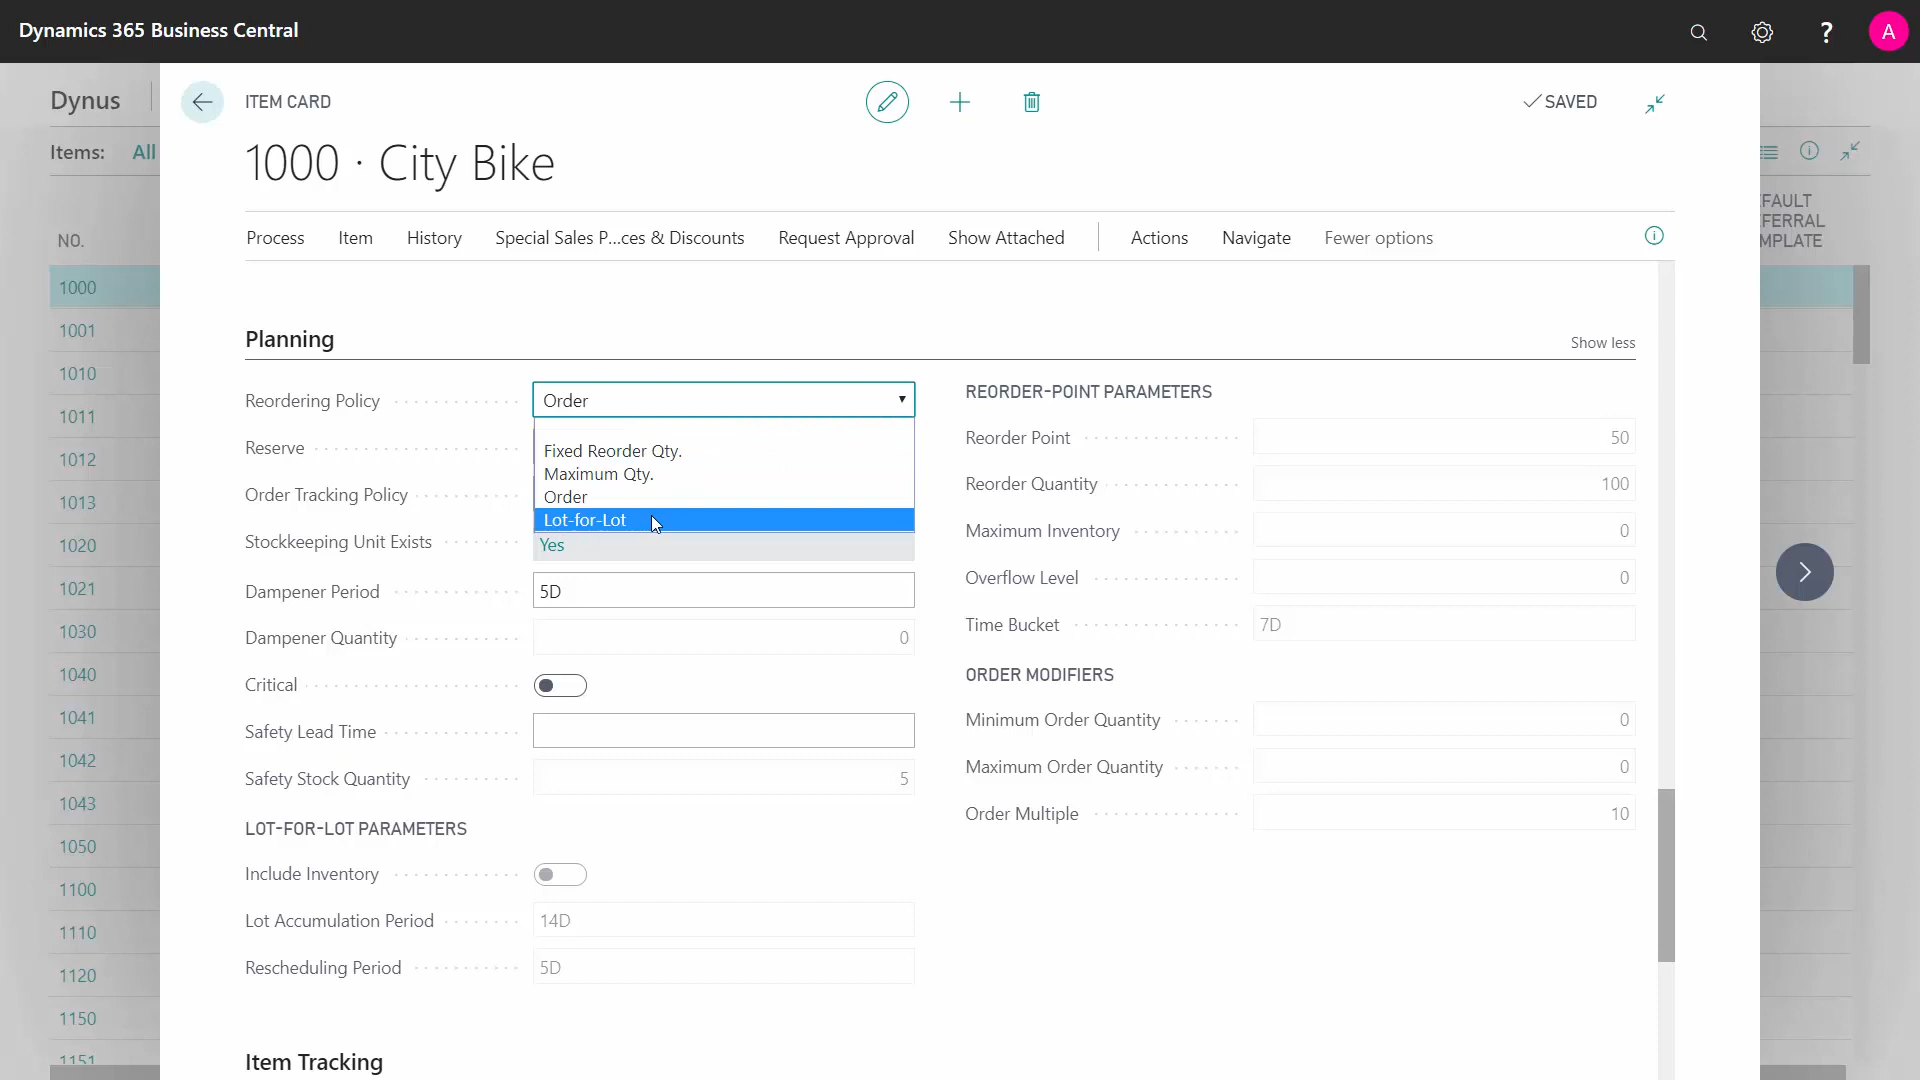 Dynamics 365 Business Central
?
A
Dynus
Items: All
NO.
1000
1001
1010
1011
1012
1013
1020
1021
1030
1040
1041
1042
1043
1050
1100
1110
1120
1150
1151
ITEM CARD
SAVED
1000 · City Bike
Process
Item
History
Special Sales P...ces & Discounts
Request Approval
Show Attached
Actions
Navigate
Fewer options
FAULT
FERRAL
MPLATE
Planning
Show less
Reordering Policy
Order
Fixed Reorder Qty.
Maximum Qty.
Order
Lot-for-Lot
Reserve
Order Tracking Policy
Stockkeeping Unit Exists
Yes
Dampener Period
5D
Dampener Quantity
0
Critical
Safety Lead Time
Safety Stock Quantity
5
LOT-FOR-LOT PARAMETERS
Include Inventory
Lot Accumulation Period
14D
Rescheduling Period
5D
REORDER-POINT PARAMETERS
Reorder Point
50
Reorder Quantity
100
Maximum Inventory
0
Overflow Level
0
Time Bucket
7D
ORDER MODIFIERS
Minimum Order Quantity
0
Maximum Order Quantity
0
Order Multiple
10
Item Tracking